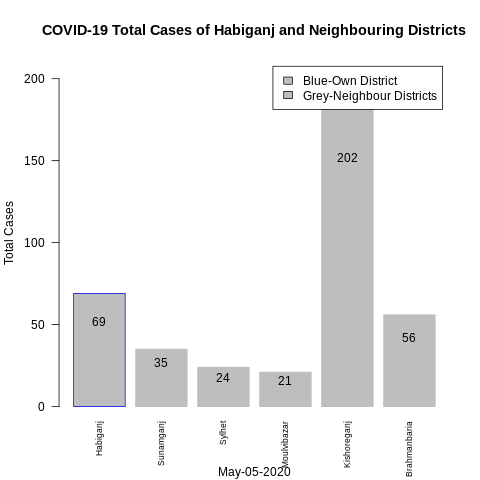 COVID-19 Total Cases of Habiganj and Neighbouring Districts
Blue-Own District
Grey-Neighbour Districts
Total Cases
200
150
100
50
0
69
35
24
21
202
56
Habiganj
Sunamganj
Sylhet
Moulvibazar
Kishoreganj
Brahmanbaria
May-05-2020